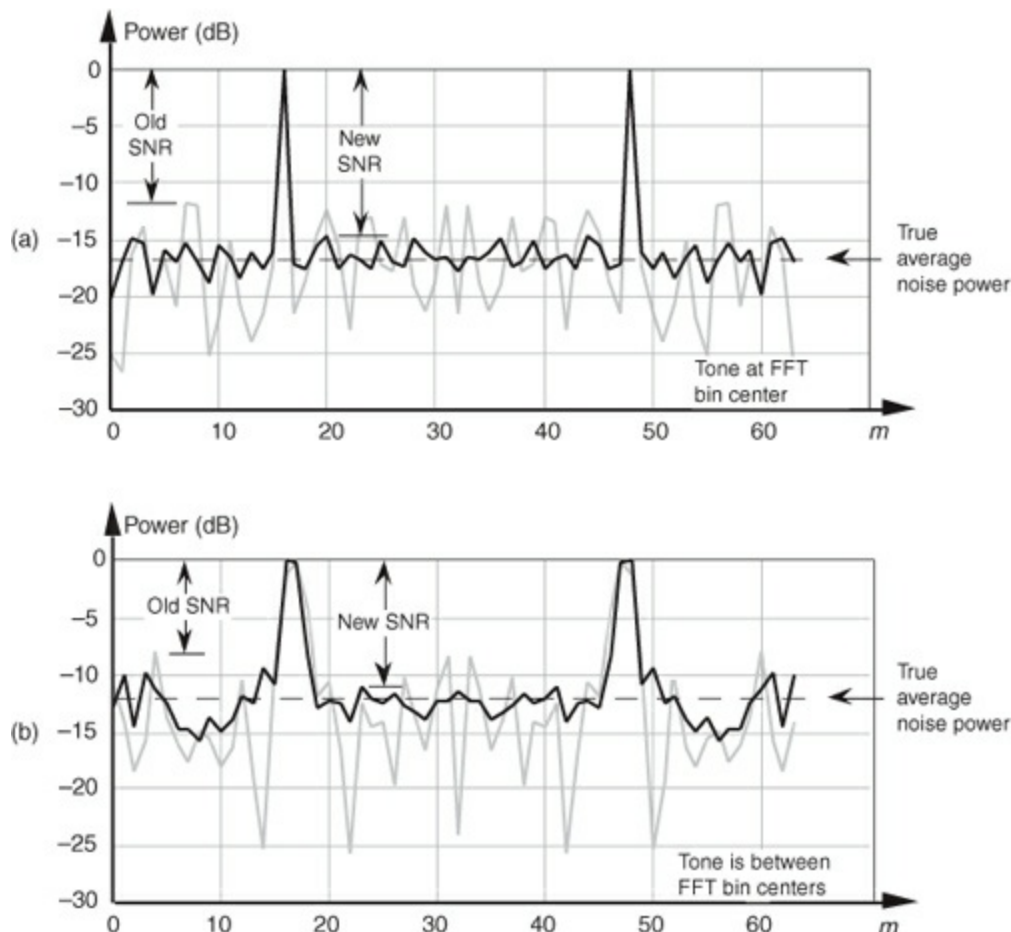 Power (dB)
0
Old
SNR
New
SNR
–5
–10
(a)
–15
True
average
noise power
–20
–25
Tone at FFT
bin center
–30
0
10
20
30
40
50
60
m
Power (dB)
0
Old SNR
New SNR
–5
–10
True
average
noise power
(b)
–15
–20
–25
Tone is between
FFT bin centers
–30
0
10
20
30
40
50
60
m